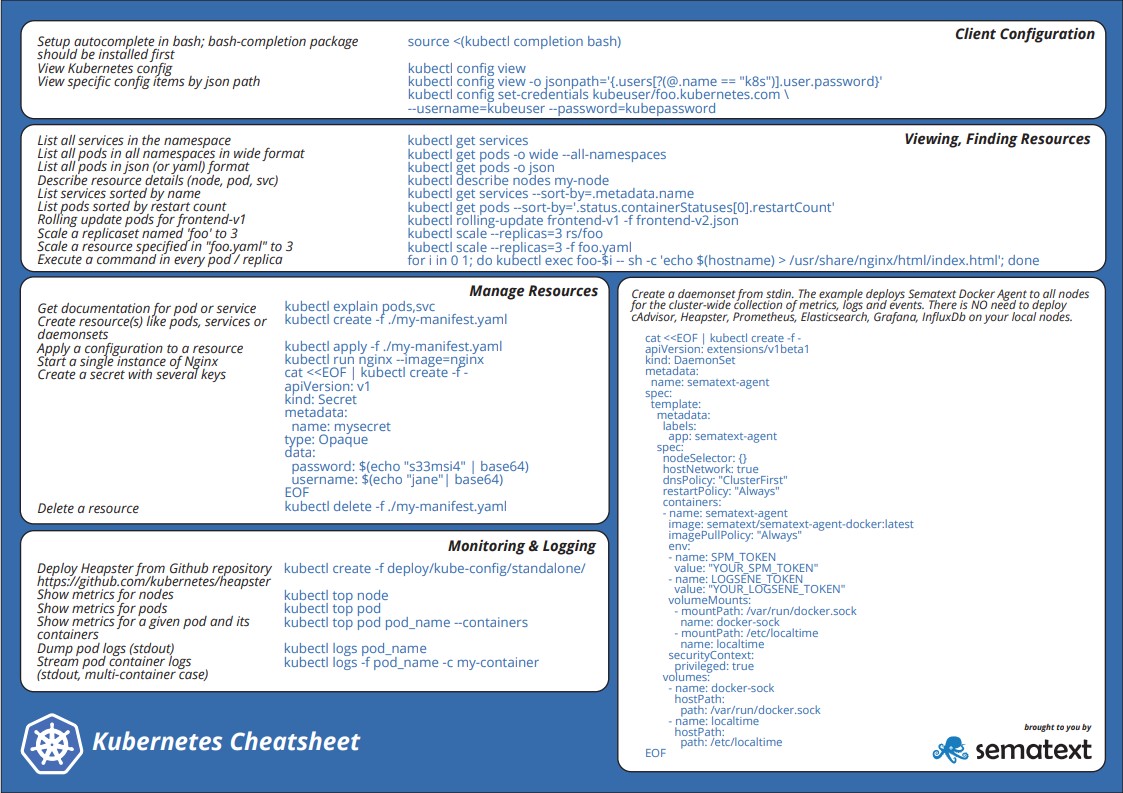 Client Configuration
Setup autocomplete in bash; bash-completion package
should be installed first
source <(kubectl completion bash)
View Kubernetes config
kubectl config view
View specific config items by json path
kubectl config view -o jsonpath='{.users[?(@.name == "k8s")].user.password}'
kubectl config set-credentials kubeuser/foo.kubernetes.com \
--username=kubeuser --password=kubepassword
Viewing, Finding Resources
List all services in the namespace
kubectl get services
List all pods in all namespaces in wide format
kubectl get pods -o wide --all-namespaces
List all pods in json (or yaml) format
kubectl get pods -o json
Describe resource details (node, pod, svc)
kubectl describe nodes my-node
List services sorted by name
kubectl get services --sort-by=.metadata.name
List pods sorted by restart count
kubectl get pods --sort-by='.status.containerStatuses[0].restartCount'
Rolling update pods for frontend-v1
kubectl rolling-update frontend-v1 -f frontend-v2.json
Scale a replicaset named 'foo' to 3
kubectl scale --replicas=3 rs/foo
Scale a resource specified in "foo.yaml" to 3
kubectl scale --replicas=3 -f foo.yaml
Execute a command in every pod / replica
for i in 0 1; do kubectl exec foo-$i -- sh -c 'echo $(hostname) > /usr/share/nginx/html/index.html'; done
Manage Resources
Get documentation for pod or service
kubectl explain pods,svc
Create resource(s) like pods, services or
daemonsets
kubectl create -f ./my-manifest.yaml
Apply a configuration to a resource
kubectl apply -f ./my-manifest.yaml
Start a single instance of Nginx
kubectl run nginx --image=nginx
Create a secret with several keys
cat <<EOF | kubectl create -f -
apiVersion: v1
kind: Secret
metadata:
  name: mysecret
type: Opaque
data:
  password: $(echo "s33msi4" | base64)
  username: $(echo "jane"| base64)
EOF
Delete a resource
kubectl delete -f ./my-manifest.yaml
Monitoring & Logging
Deploy Heapster from Github repository
https://github.com/kubernetes/heapster
kubectl create -f deploy/kube-config/standalone/
Show metrics for nodes
kubectl top node
Show metrics for pods
kubectl top pod
Show metrics for a given pod and its
containers
kubectl top pod pod_name --containers
Dump pod logs (stdout)
kubectl logs pod_name
Stream pod container logs
(stdout, multi-container case)
kubectl logs -f pod_name -c my-container
Create a daemonset from stdin. The example deploys Sematext Docker Agent to all nodes
for the cluster-wide collection of metrics, logs and events. There is NO need to deploy
cAdvisor, Heapster, Prometheus, Elasticsearch, Grafana, InfluxDb on your local nodes.
cat <<EOF | kubectl create -f -
apiVersion: extensions/v1beta1
kind: DaemonSet
metadata:
  name: sematext-agent
spec:
  template:
    metadata:
      labels:
        app: sematext-agent
    spec:
      nodeSelector: {}
      hostNetwork: true
      dnsPolicy: "ClusterFirst"
      restartPolicy: "Always"
      containers:
      - name: sematext-agent
        image: sematext/sematext-agent-docker:latest
        imagePullPolicy: "Always"
        env:
        - name: SPM_TOKEN
          value: "YOUR_SPM_TOKEN"
        - name: LOGSENE_TOKEN
          value: "YOUR_LOGSENE_TOKEN"
        volumeMounts:
          - mountPath: /var/run/docker.sock
            name: docker-sock
          - mountPath: /etc/localtime
            name: localtime
        securityContext:
          privileged: true
      volumes:
        - name: docker-sock
          hostPath:
            path: /var/run/docker.sock
        - name: localtime
          hostPath:
            path: /etc/localtime
EOF
Kubernetes Cheatsheet
brought to you by
sematext